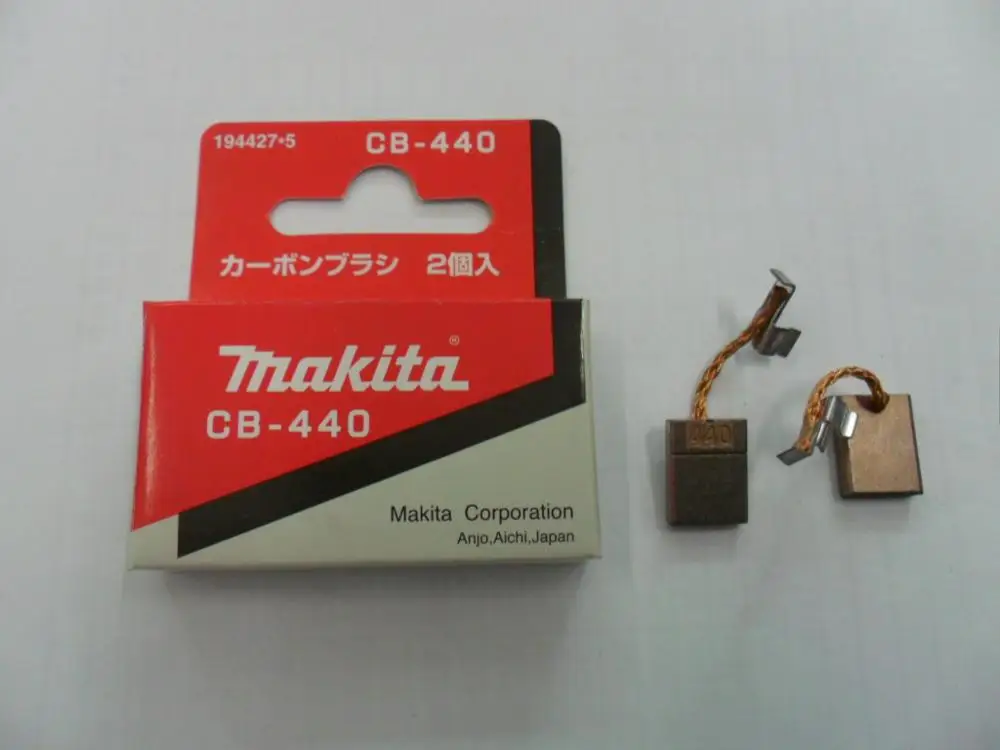 194427•5 CB-440
カーボンブラシ 2個入
makita®
CB-440
Makita Corporation
Anjo,Aichi,Japan
440